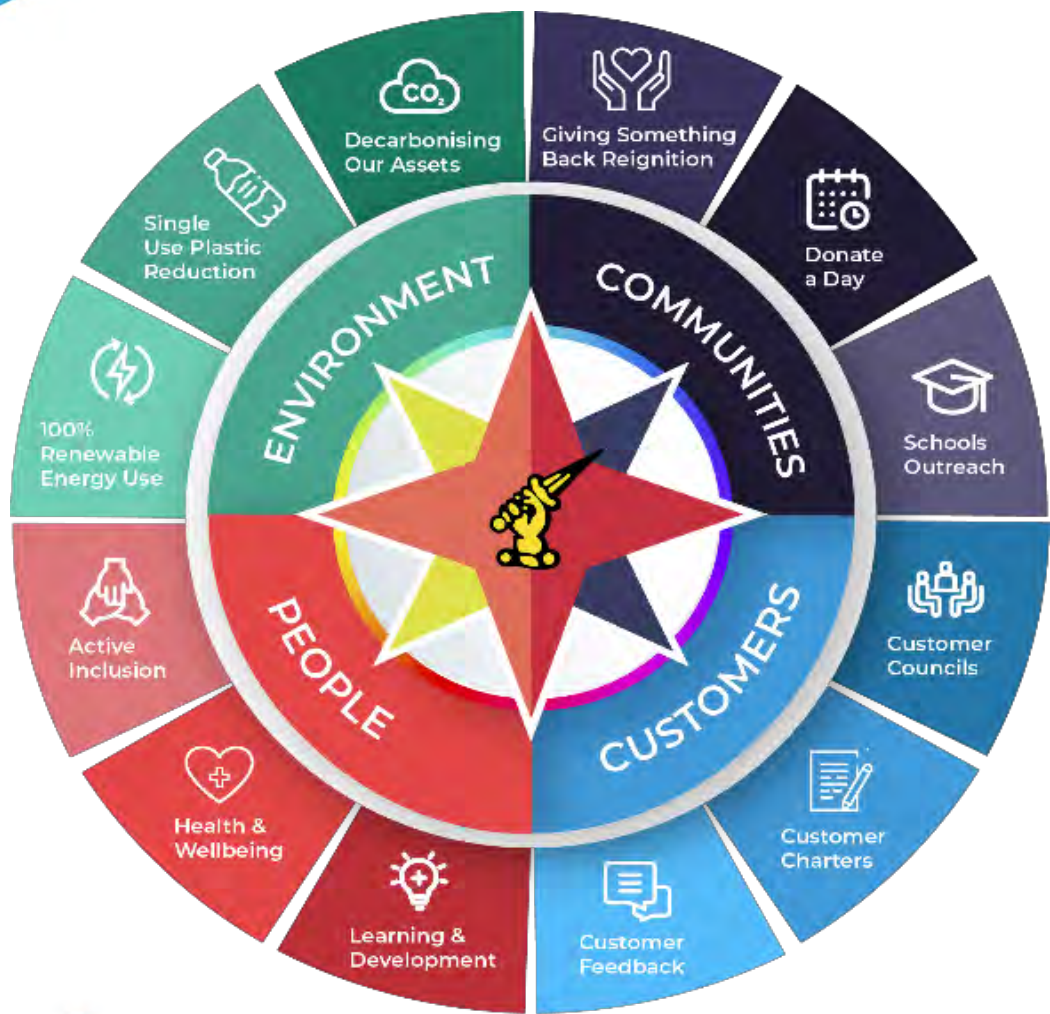 CO₂
Decarbonising
Our Assets
Giving Something
Back Reignition
Donate
a Day
Schools
Outreach
Customer
Councils
Customer
Charters
Customer
Feedback
Learning &
Development
Health &
Wellbeing
Active
Inclusion
100%
Renewable
Energy Use
Single
Use Plastic
Reduction
ENVIRONMENT
COMMUNITIES
CUSTOMERS
PEOPLE